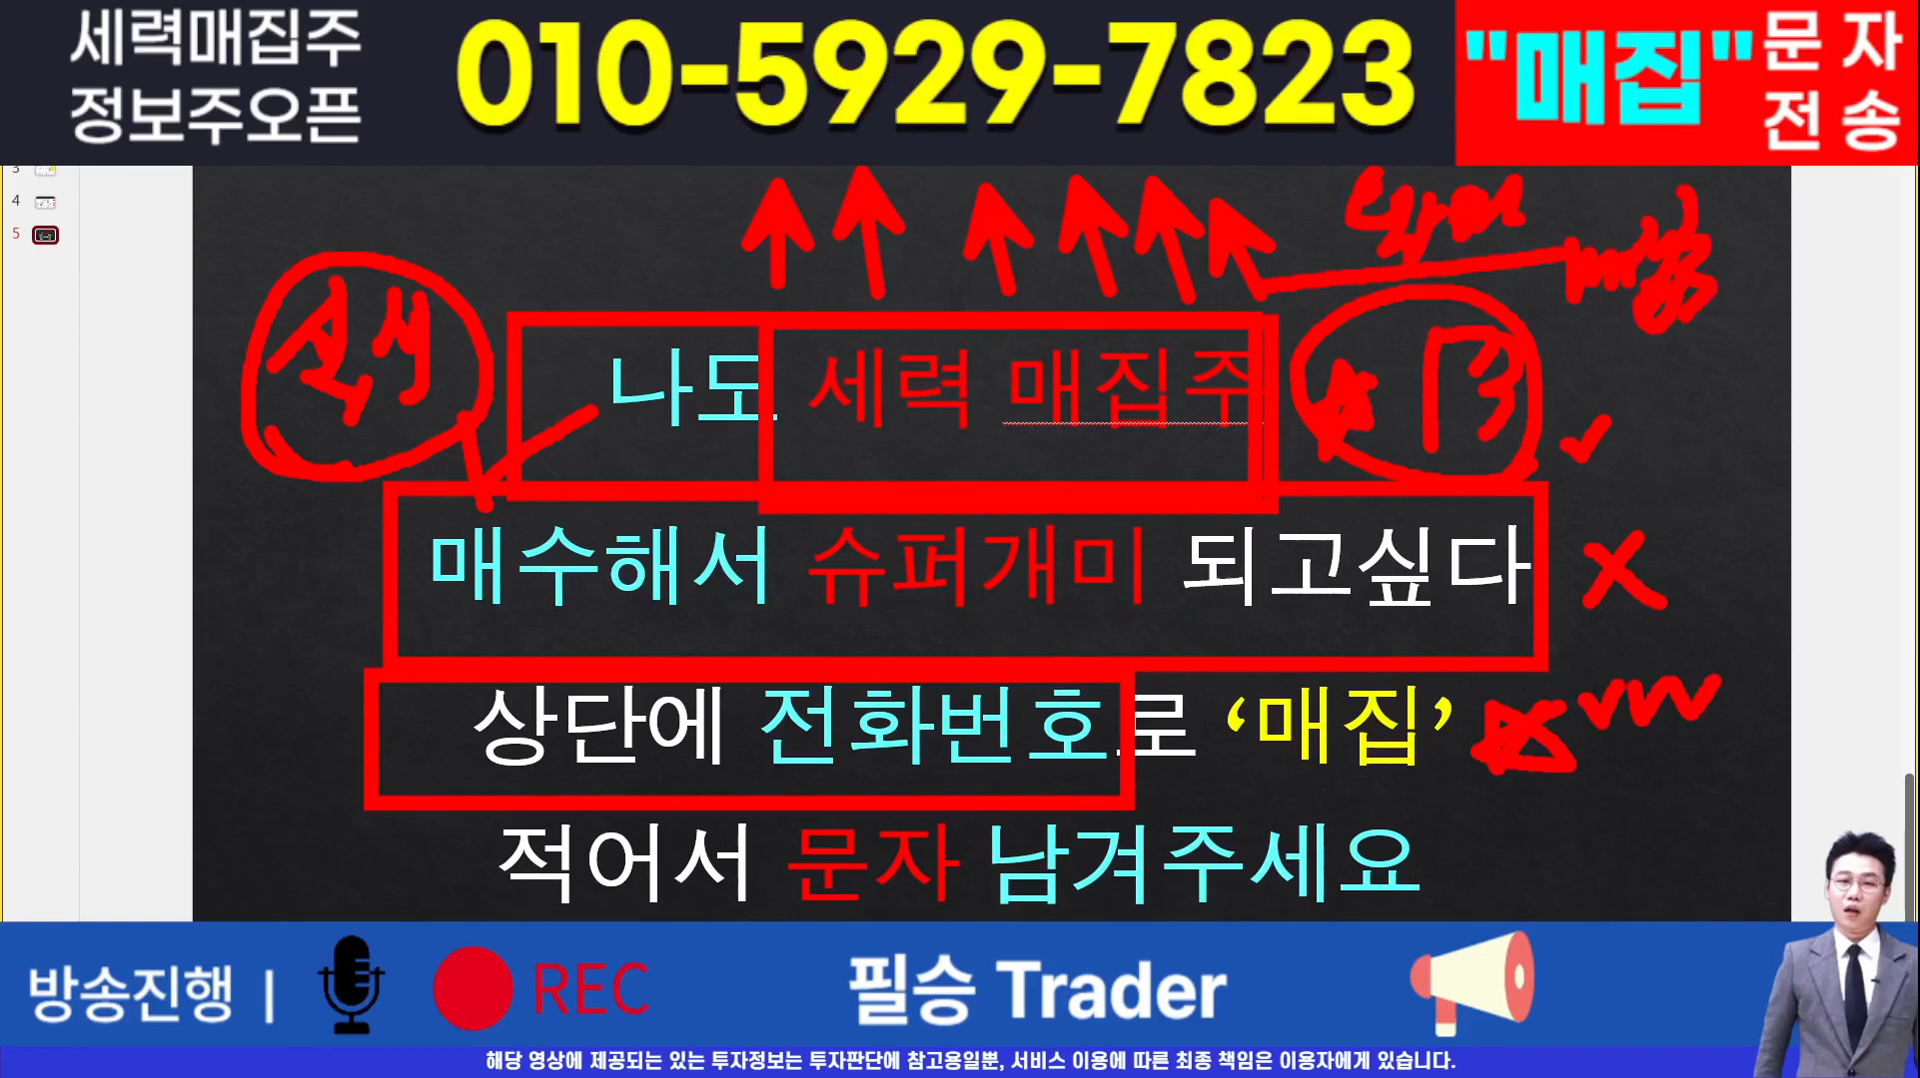 세력매집주
정보주오픈
010-5929-7823
"매집"
문자
전송
3
4
5
나도 세력 매집주
매수해서 슈퍼개미 되고싶다
상단에 전화번호로 ‘매집’
적어서 문자 남겨주세요
방송진행 |
REC
필승 Trader
해당 영상에 제공되는 있는 투자정보는 투자판단에 참고용일뿐, 서비스 이용에 따른 최종 책임은 이용자에게 있습니다.